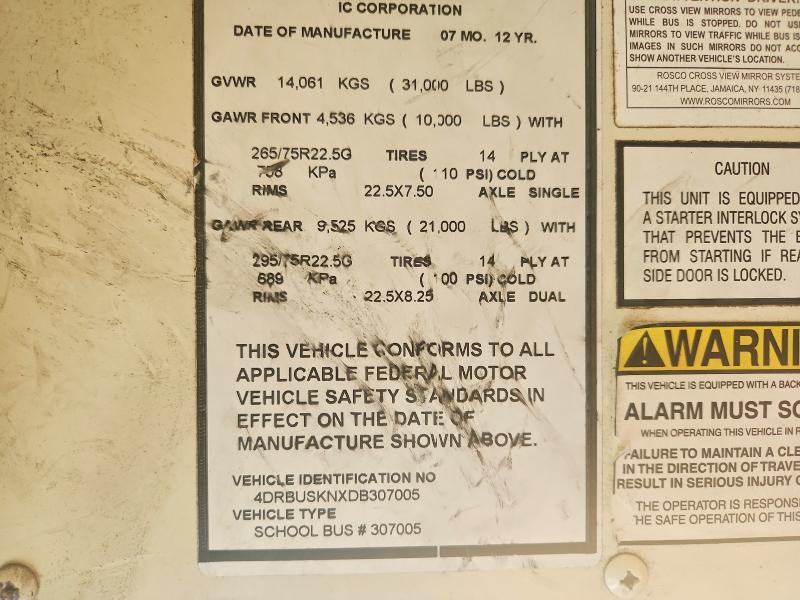 IC CORPORATION
DATE OF MANUFACTURE 07 MO. 12 YR.
GVWR 14,061 KGS ( 31,000 LBS )
GAWR FRONT 4,536 KGS ( 10,000 LBS ) WITH
265/75R22.5G TIRES 14 PLY AT
KPa ( 110 PSI) COLD
RIMS 22.5X7.50 AXLE SINGLE
GAWR REAR 9,525 KGS ( 21,000 LBS ) WITH
295/75R22.5G TIRES 14 PLY AT
689 KPa ( 100 PSI) COLD
RIMS 22.5X8.25 AXLE DUAL
THIS VEHICLE CONFORMS TO ALL
APPLICABLE FEDERAL MOTOR
VEHICLE SAFETY STANDARDS IN
EFFECT ON THE DATE OF
MANUFACTURE SHOWN ABOVE.
VEHICLE IDENTIFICATION NO
4DRBUSKNXDB307005
VEHICLE TYPE
SCHOOL BUS # 307005
USE CROSS VIEW MIRRORS TO VIEW PEDE
WHILE BUS IS STOPPED. DO NOT US
MIRRORS TO VIEW TRAFFIC WHILE BUS IS
IMAGES IN SUCH MIRRORS DO NOT ACC
SHOW ANOTHER VEHICLE'S LOCATION.
ROSCO CROSS VIEW MIRROR SYSTE
90-21 144TH PLACE, JAMAICA, NY 11435 (718
WWW.ROSCOMIRRORS.COM
CAUTION
THIS UNIT IS EQUIPPED
A STARTER INTERLOCK SY
THAT PREVENTS THE E
FROM STARTING IF REA
SIDE DOOR IS LOCKED.
WARNI
THIS VEHICLE IS EQUIPPED WITH A BACK
ALARM MUST SO
WHEN OPERATING THIS VEHICLE IN R
FAILURE TO MAINTAIN A CLE
IN THE DIRECTION OF TRAVE
RESULT IN SERIOUS INJURY O
THE OPERATOR IS RESPONSI
THE SAFE OPERATION OF THIS